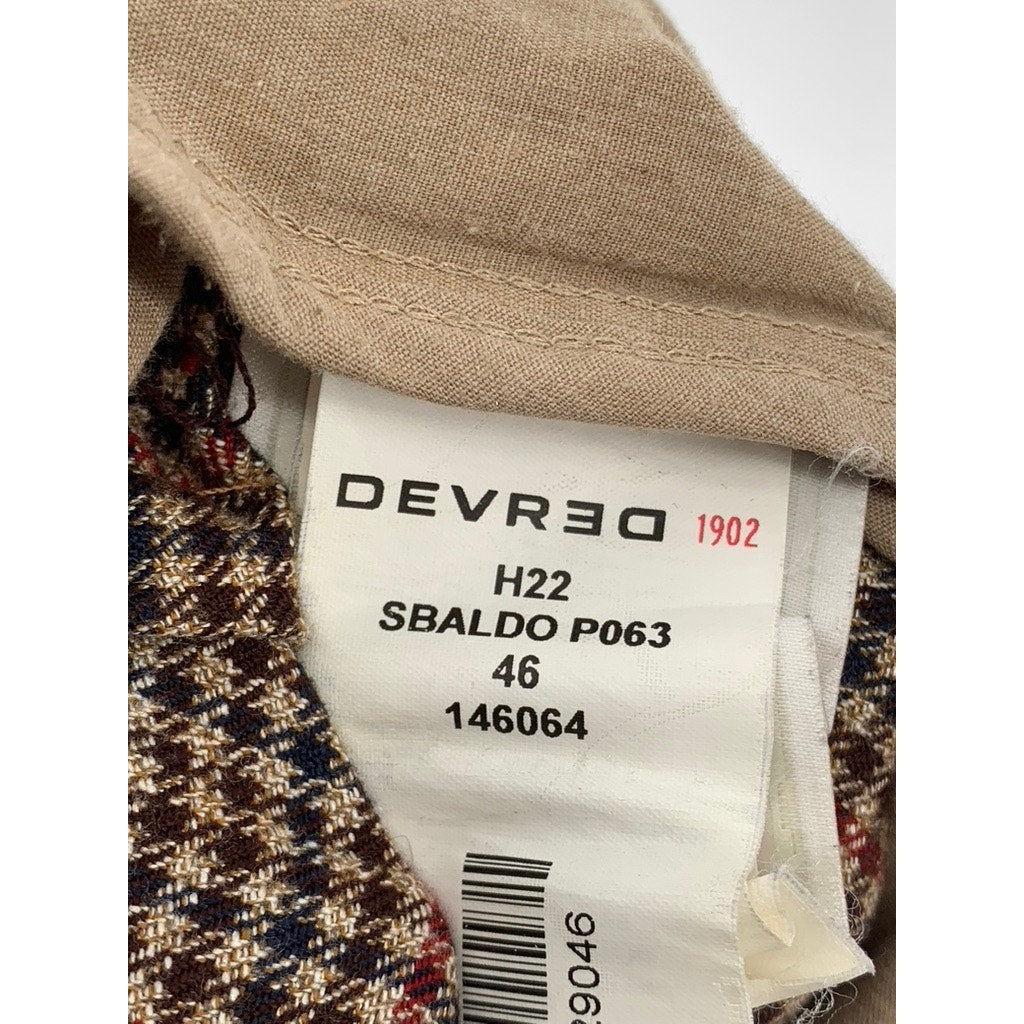 DEVRED 1902
H22
SBALDO P063
46
146064
29046